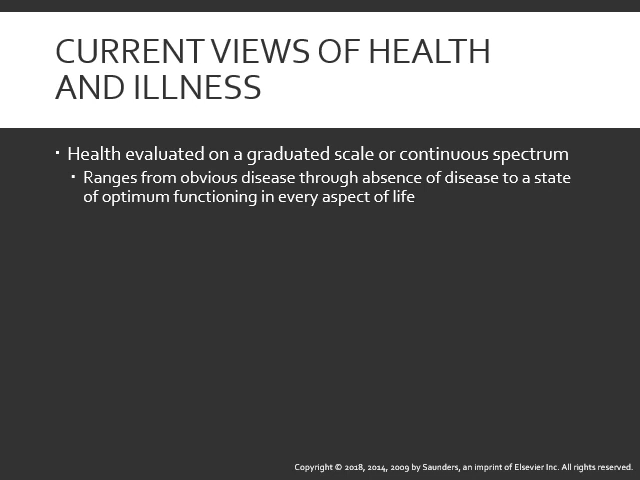 CURRENT VIEWS OF HEALTH
AND ILLNESS
▪ Health evaluated on a graduated scale or continuous spectrum
▪ Ranges from obvious disease through absence of disease to a state
of optimum functioning in every aspect of life
Copyright © 2018, 2014, 2009 by Saunders, an imprint of Elsevier Inc. All rights reserved.